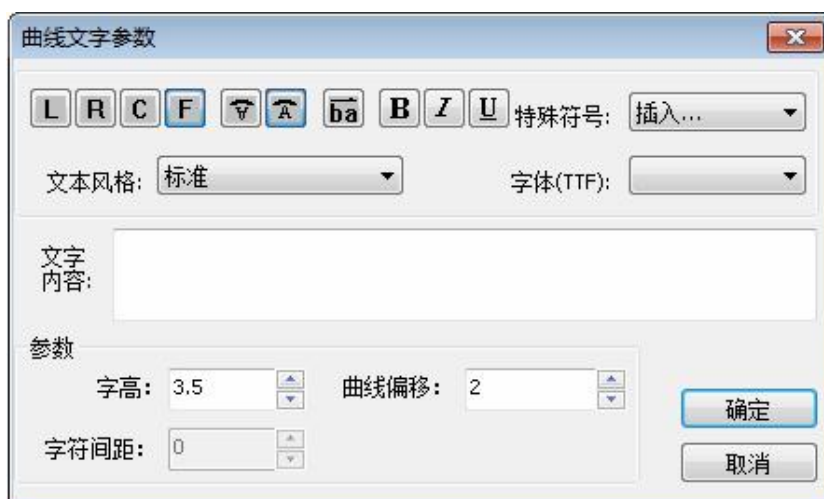 曲线文字参数
L R C F A A ba B I U 特殊符号: 插入...
文本风格: 标准 字体(TTF):
文字
内容:
参数
字高: 3.5 曲线偏移: 2
确定
字符间距: 0
取消